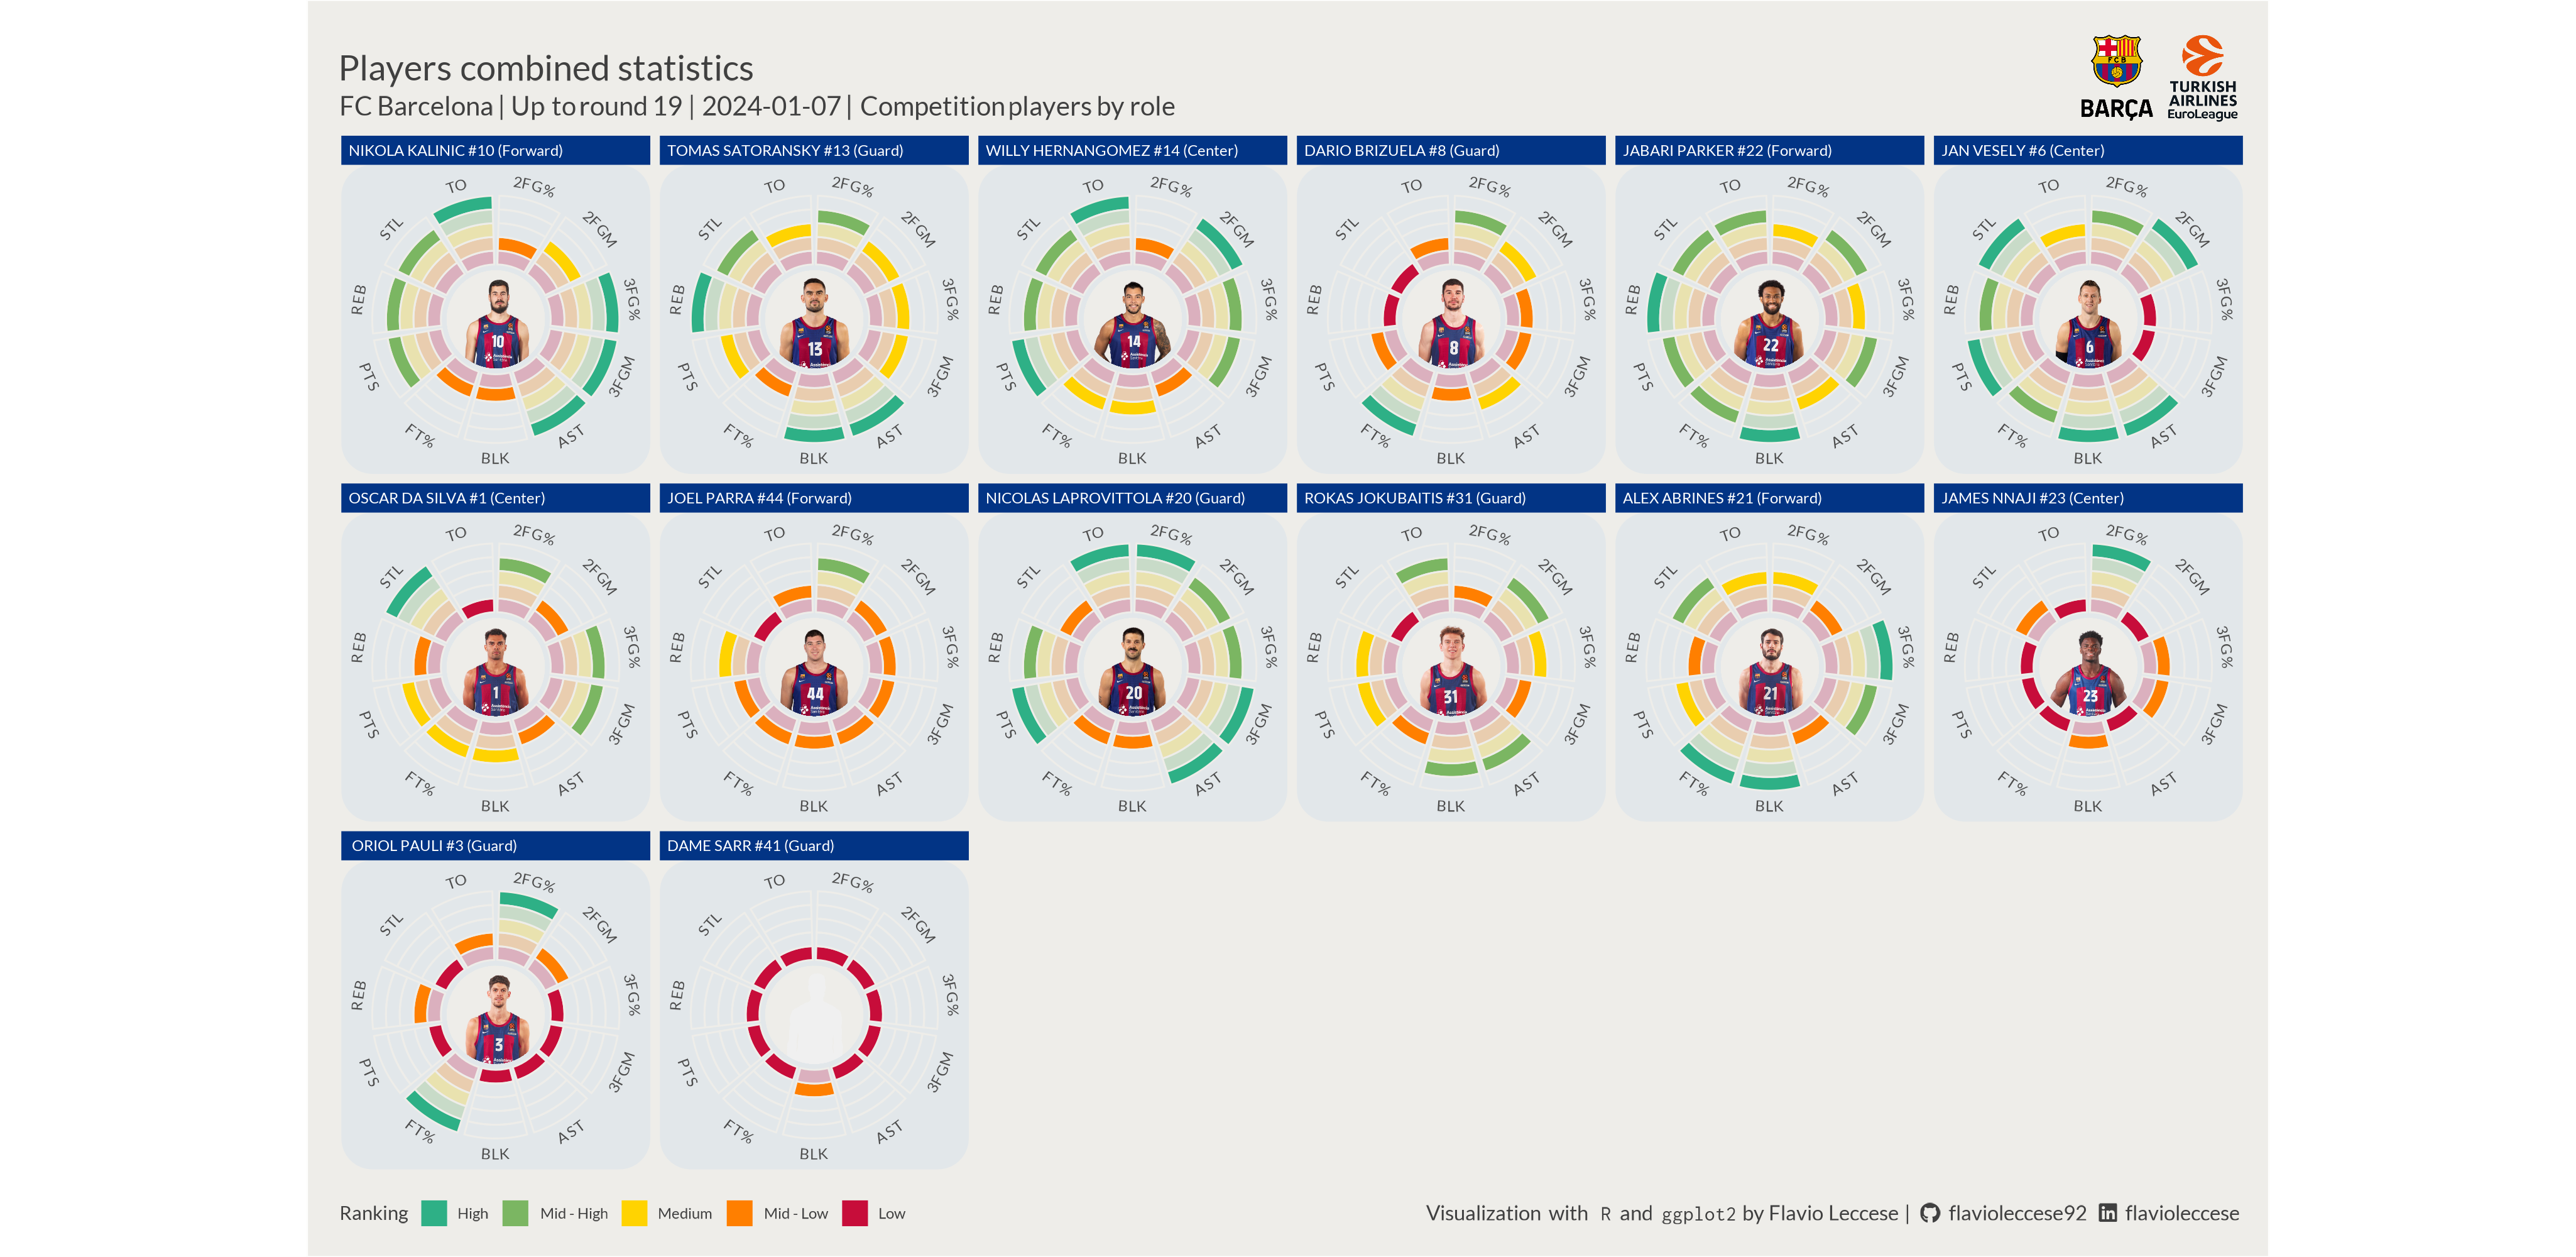 Players combined statistics
FC Barcelona | Up to round 19 | 2024-01-07 | Competition players by role
FCB
BARÇA
TURKISH
AIRLINES
EuroLeague
NIKOLA KALINIC #10 (Forward)
TO 2FG% 2FGM 3FG% 3FGM AST BLK FT% PTS REB STL
10
TOMAS SATORANSKY #13 (Guard)
TO 2FG% 2FGM 3FG% 3FGM AST BLK FT% PTS REB STL
13
WILLY HERNANGOMEZ #14 (Center)
TO 2FG% 2FGM 3FG% 3FGM AST BLK FT% PTS REB STL
14
DARIO BRIZUELA #8 (Guard)
TO 2FG% 2FGM 3FG% 3FGM AST BLK FT% PTS REB STL
8
JABARI PARKER #22 (Forward)
TO 2FG% 2FGM 3FG% 3FGM AST BLK FT% PTS REB STL
22
JAN VESELY #6 (Center)
TO 2FG% 2FGM 3FG% 3FGM AST BLK FT% PTS REB STL
6
OSCAR DA SILVA #1 (Center)
TO 2FG% 2FGM 3FG% 3FGM AST BLK FT% PTS REB STL
1
JOEL PARRA #44 (Forward)
TO 2FG% 2FGM 3FG% 3FGM AST BLK FT% PTS REB STL
44
NICOLAS LAPROVITTOLA #20 (Guard)
TO 2FG% 2FGM 3FG% 3FGM AST BLK FT% PTS REB STL
20
ROKAS JOKUBAITIS #31 (Guard)
TO 2FG% 2FGM 3FG% 3FGM AST BLK FT% PTS REB STL
31
ALEX ABRINES #21 (Forward)
TO 2FG% 2FGM 3FG% 3FGM AST BLK FT% PTS REB STL
21
JAMES NNAJI #23 (Center)
TO 2FG% 2FGM 3FG% 3FGM AST BLK FT% PTS REB STL
23
ORIOL PAULI #3 (Guard)
TO 2FG% 2FGM 3FG% 3FGM AST BLK FT% PTS REB STL
3
DAME SARR #41 (Guard)
TO 2FG% 2FGM 3FG% 3FGM AST BLK FT% PTS REB STL
Ranking High Mid - High Medium Mid - Low Low
Visualization with R and ggplot2 by Flavio Leccese | flavioleccese92 flavioleccese